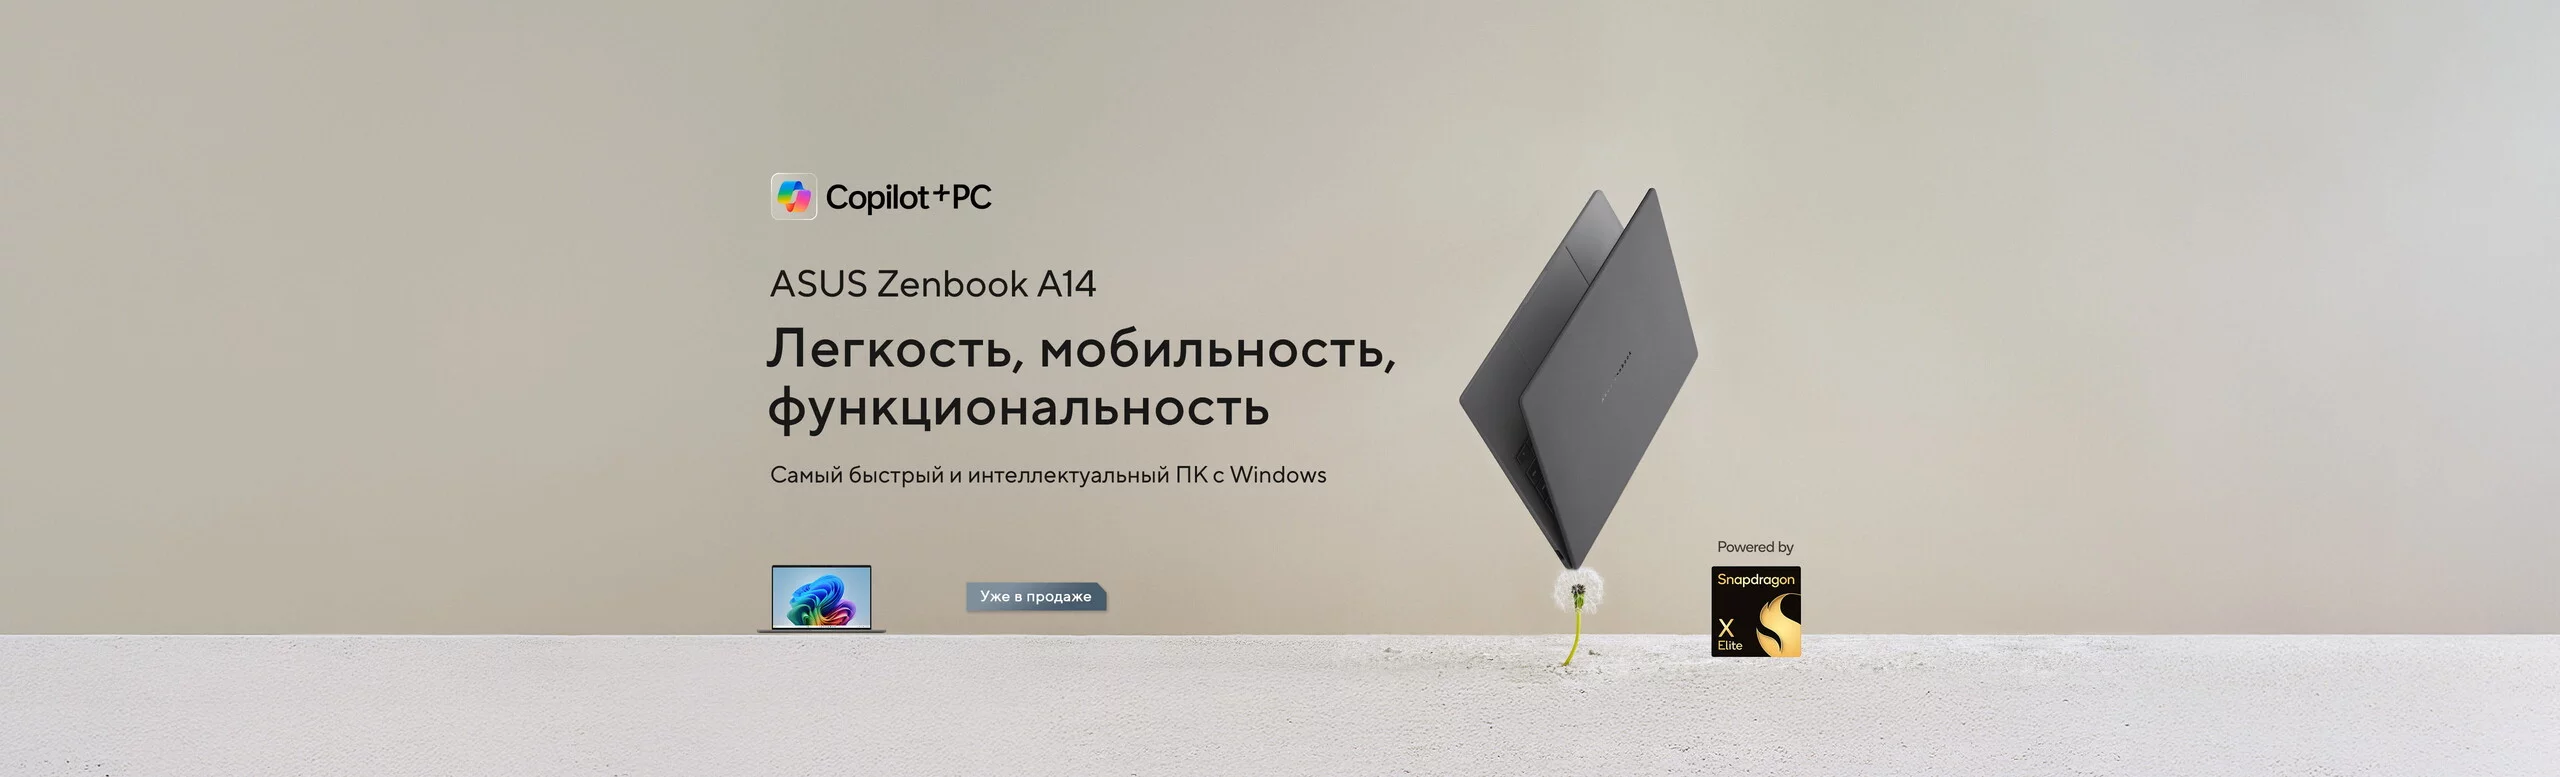 Copilot+PC
ASUS Zenbook A14
Легкость, мобильность,
функциональность
Самый быстрый и интеллектуальный ПК с Windows
Уже в продаже
Powered by
Snapdragon
X
Elite